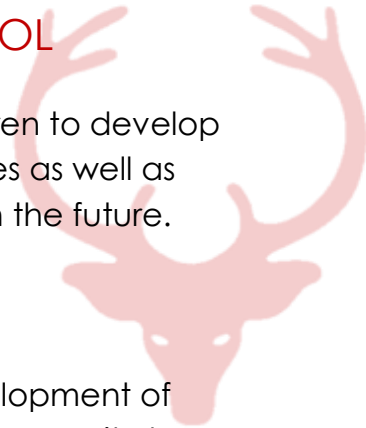 OL
en to develop
es as well as
the future.
lopment of